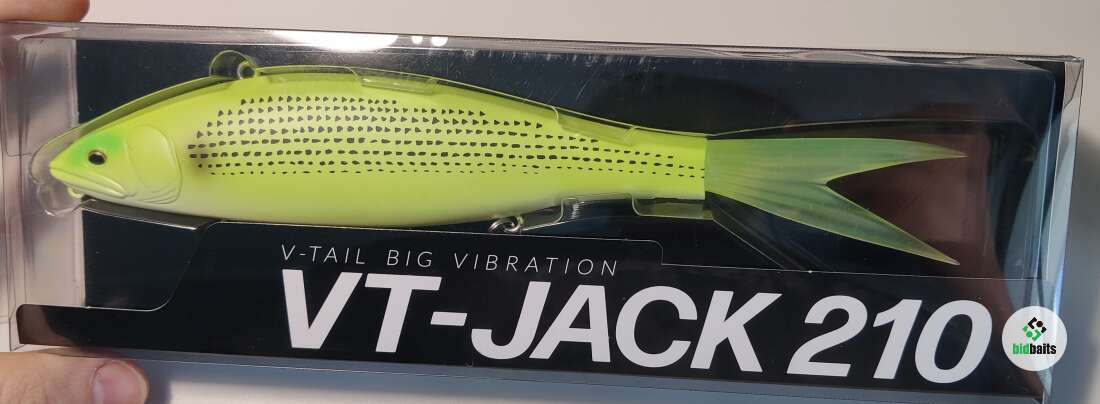 V-TAIL BIG VIBRATION
VT-JACK 210
bidbaits